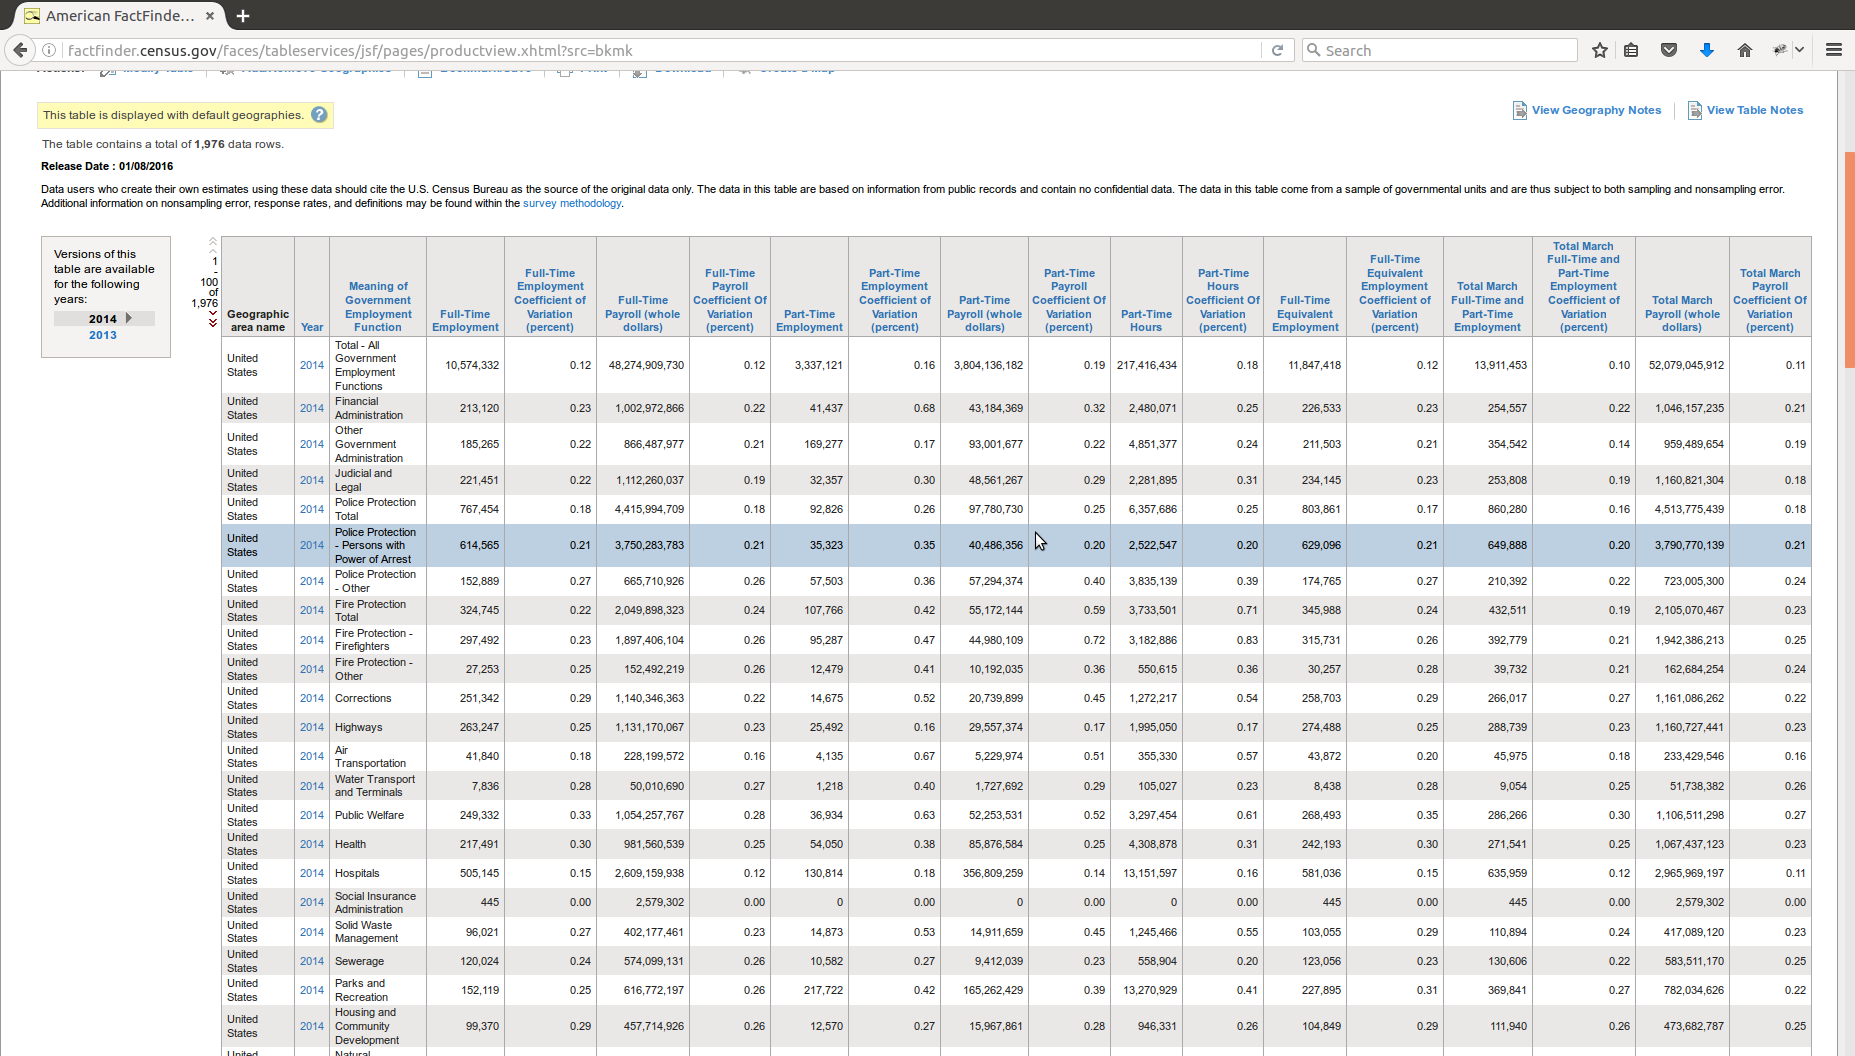 American FactFinde...
factfinder.census.gov/faces/tableservices/jsf/pages/productview.xhtml?src=bkmk
Search
This table is displayed with default geographies. ?
View Geography Notes
View Table Notes
The table contains a total of 1,976 data rows.
Release Date : 01/08/2016
Data users who create their own estimates using these data should cite the U.S. Census Bureau as the source of the original data only. The data in this table are based on information from public records and contain no confidential data. The data in this table come from a sample of governmental units and are thus subject to both sampling and nonsampling error.
Additional information on nonsampling error, response rates, and definitions may be found within the survey methodology.
Versions of this
table are available
for the following
years:
2014
2013
1
-
100
of
1,976
Geographic area name Year Meaning of Government Employment Function Full-Time Employment Full-Time Employment Coefficient of Variation (percent) Full-Time Payroll (whole dollars) Full-Time Payroll Coefficient Of Variation (percent) Part-Time Employment Part-Time Employment Coefficient of Variation (percent) Part-Time Payroll (whole dollars) Part-Time Payroll Coefficient Of Variation (percent) Part-Time Hours Part-Time Hours Coefficient Of Variation (percent) Full-Time Equivalent Employment Full-Time Equivalent Employment Coefficient of Variation (percent) Total March Full-Time and Part-Time Employment Total March Full-Time and Part-Time Employment Coefficient of Variation (percent) Total March Payroll (whole dollars) Total March Payroll Coefficient Of Variation (percent)
United States 2014 Total - All Government Employment Functions 10,574,332 0.12 48,274,909,730 0.12 3,337,121 0.16 3,804,136,182 0.19 217,416,434 0.18 11,847,418 0.12 13,911,453 0.10 52,079,045,912 0.11
United States 2014 Financial Administration 213,120 0.23 1,002,972,866 0.22 41,437 0.68 43,184,369 0.32 2,480,071 0.25 226,533 0.23 254,557 0.22 1,046,157,235 0.21
United States 2014 Other Government Administration 185,265 0.22 866,487,977 0.21 169,277 0.17 93,001,677 0.22 4,851,377 0.24 211,503 0.21 354,542 0.14 959,489,654 0.19
United States 2014 Judicial and Legal 221,451 0.22 1,112,260,037 0.19 32,357 0.30 48,561,267 0.29 2,281,895 0.31 234,145 0.23 253,808 0.19 1,160,821,304 0.18
United States 2014 Police Protection Total 767,454 0.18 4,415,994,709 0.18 92,826 0.26 97,780,730 0.25 6,357,686 0.25 803,861 0.17 860,280 0.16 4,513,775,439 0.18
United States 2014 Police Protection - Persons with Power of Arrest 614,565 0.21 3,750,283,783 0.21 35,323 0.35 40,486,356 0.20 2,522,547 0.20 629,096 0.21 649,888 0.20 3,790,770,139 0.21
United States 2014 Police Protection - Other 152,889 0.27 665,710,926 0.26 57,503 0.36 57,294,374 0.40 3,835,139 0.39 174,765 0.27 210,392 0.22 723,005,300 0.24
United States 2014 Fire Protection Total 324,745 0.22 2,049,898,323 0.24 107,766 0.42 55,172,144 0.59 3,733,501 0.71 345,988 0.24 432,511 0.19 2,105,070,467 0.23
United States 2014 Fire Protection - Firefighters 297,492 0.23 1,897,406,104 0.26 95,287 0.47 44,980,109 0.72 3,182,886 0.83 315,731 0.26 392,779 0.21 1,942,386,213 0.25
United States 2014 Fire Protection - Other 27,253 0.25 152,492,219 0.26 12,479 0.41 10,192,035 0.36 550,615 0.36 30,257 0.28 39,732 0.21 162,684,254 0.24
United States 2014 Corrections 251,342 0.29 1,140,346,363 0.22 14,675 0.52 20,739,899 0.45 1,272,217 0.54 258,703 0.29 266,017 0.27 1,161,086,262 0.22
United States 2014 Highways 263,247 0.25 1,131,170,067 0.23 25,492 0.16 29,557,374 0.17 1,995,050 0.17 274,488 0.25 288,739 0.23 1,160,727,441 0.23
United States 2014 Air Transportation 41,840 0.18 228,199,572 0.16 4,135 0.67 5,229,974 0.51 355,330 0.57 43,872 0.20 45,975 0.18 233,429,546 0.16
United States 2014 Water Transport and Terminals 7,836 0.28 50,010,690 0.27 1,218 0.40 1,727,692 0.29 105,027 0.23 8,438 0.28 9,054 0.25 51,738,382 0.26
United States 2014 Public Welfare 249,332 0.33 1,054,257,767 0.28 36,934 0.63 52,253,531 0.52 3,297,454 0.61 268,493 0.35 286,266 0.30 1,106,511,298 0.27
United States 2014 Health 217,491 0.30 981,560,539 0.25 54,050 0.38 85,876,584 0.25 4,308,878 0.31 242,193 0.30 271,541 0.25 1,067,437,123 0.23
United States 2014 Hospitals 505,145 0.15 2,609,159,938 0.12 130,814 0.18 356,809,259 0.14 13,151,597 0.16 581,036 0.15 635,959 0.12 2,965,969,197 0.11
United States 2014 Social Insurance Administration 445 0.00 2,579,302 0.00 0 0.00 0 0.00 0 0.00 445 0.00 445 0.00 2,579,302 0.00
United States 2014 Solid Waste Management 96,021 0.27 402,177,461 0.23 14,873 0.53 14,911,659 0.45 1,245,466 0.55 103,055 0.29 110,894 0.24 417,089,120 0.23
United States 2014 Sewerage 120,024 0.24 574,099,131 0.26 10,582 0.27 9,412,039 0.23 558,904 0.20 123,056 0.23 130,606 0.22 583,511,170 0.25
United States 2014 Parks and Recreation 152,119 0.25 616,772,197 0.26 217,722 0.42 165,262,429 0.39 13,270,929 0.41 227,895 0.31 369,841 0.27 782,034,626 0.22
United States 2014 Housing and Community Development 99,370 0.29 457,714,926 0.26 12,570 0.27 15,967,861 0.28 946,331 0.26 104,849 0.29 111,940 0.26 473,682,787 0.25
United Natural